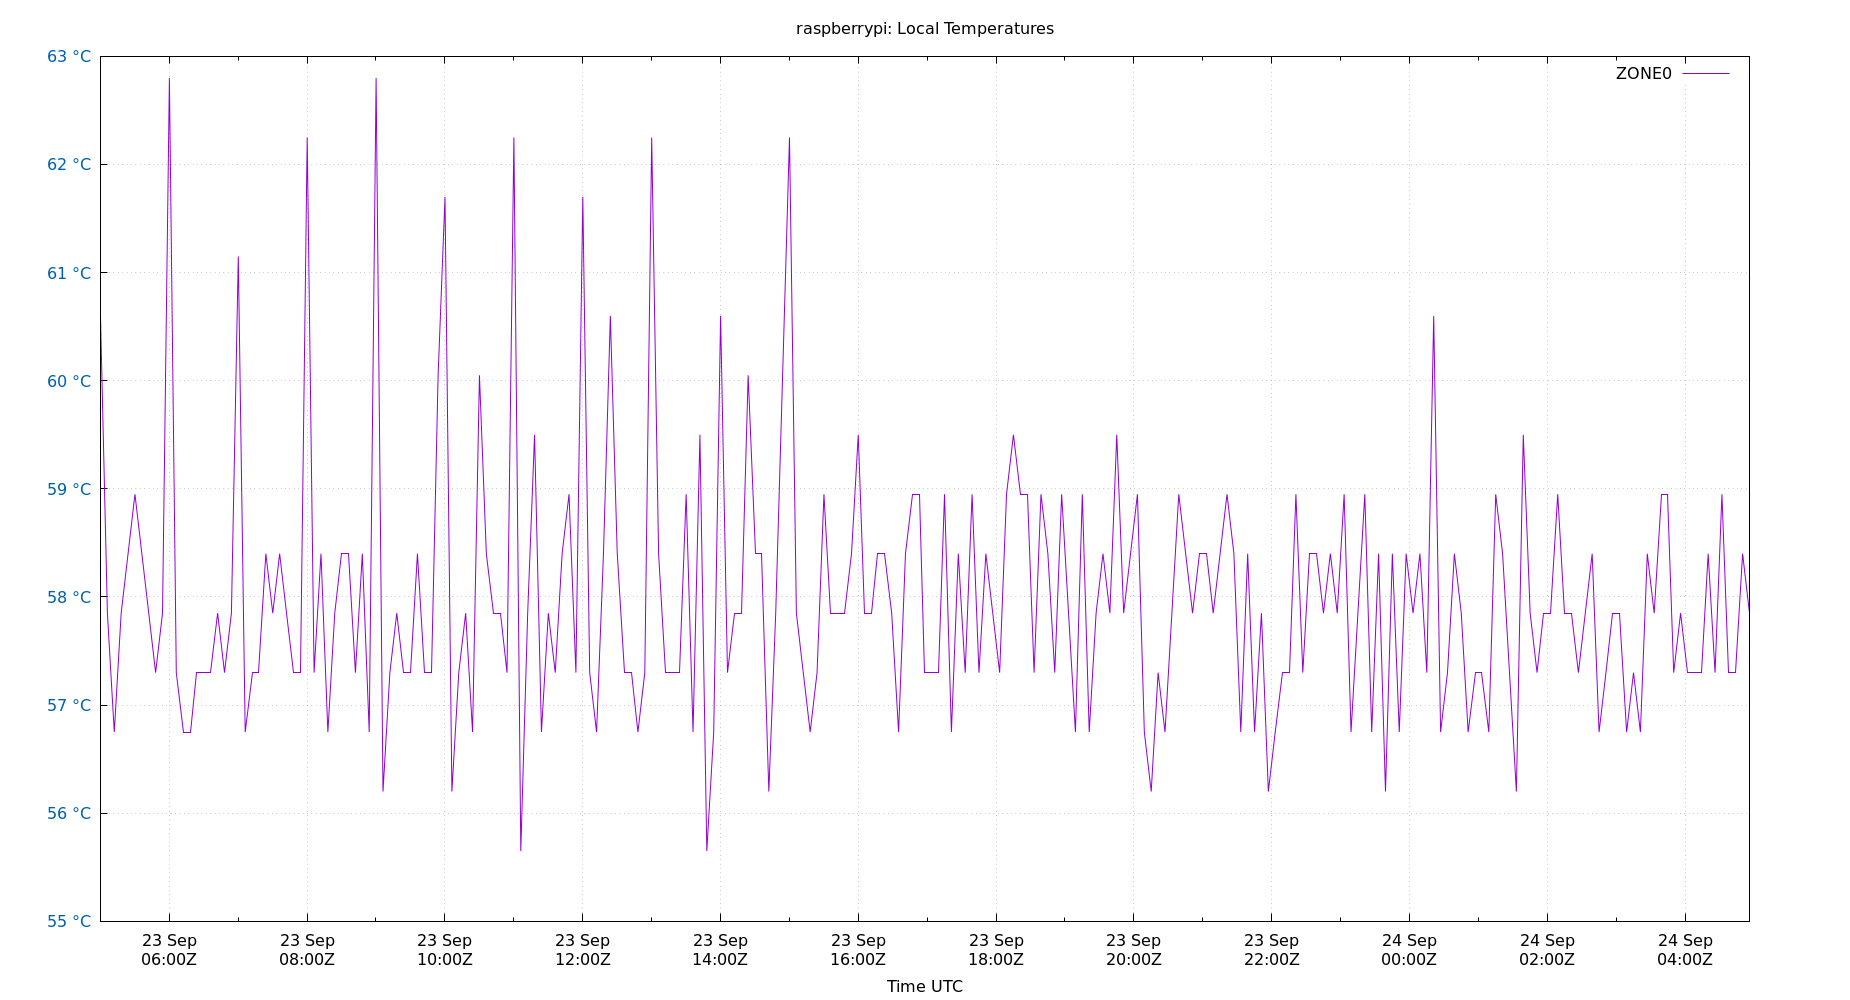 raspberrypi: Local Temperatures
63 °C
ZONE0
62 °C
61 °C
60 °C
59 °C
58 °C
57 °C
56 °C
55 °C
23 Sep 23 Sep 23 Sep 23 Sep 23 Sep 23 Sep 23 Sep 23 Sep 23 Sep 24 Sep 24 Sep 24 Sep
06:00Z 08:00Z 10:00Z 12:00Z 14:00Z 16:00Z 18:00Z 20:00Z 22:00Z 00:00Z 02:00Z 04:00Z
Time UTC